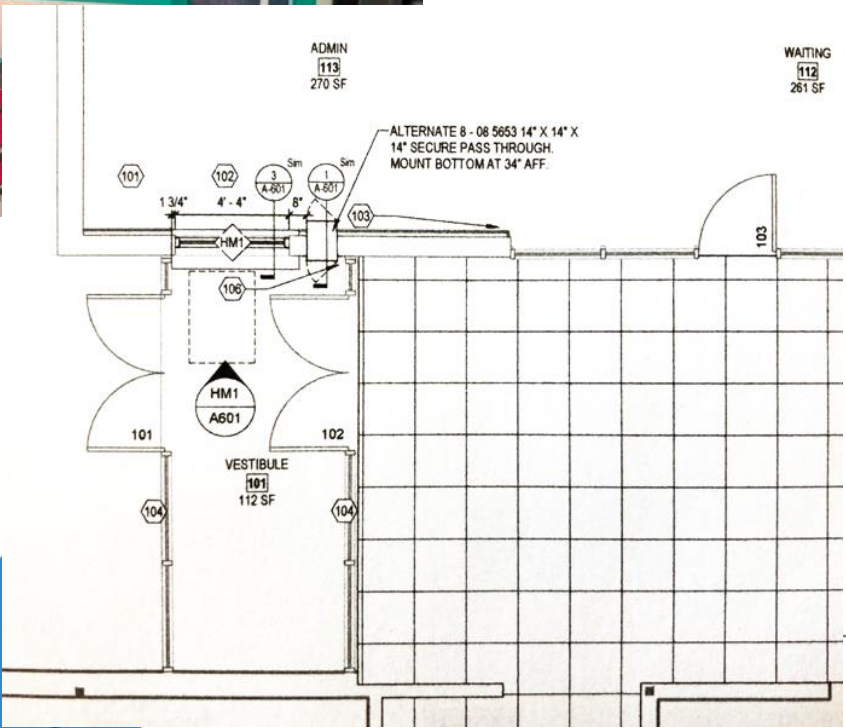 ADMIN
113
270 SF
WAITING
112
261 SF
ALTERNATE 8 - 08 5653 14" X 14" X
14" SECURE PASS THROUGH.
MOUNT BOTTOM AT 34" AFF.
101
102
3
A-601
Sim
1
A-601
Sim
1 3/4"
4' - 4"
8"
103
HM1
103
106
HM1
A601
101
102
VESTIBULE
101
112 SF
104
104